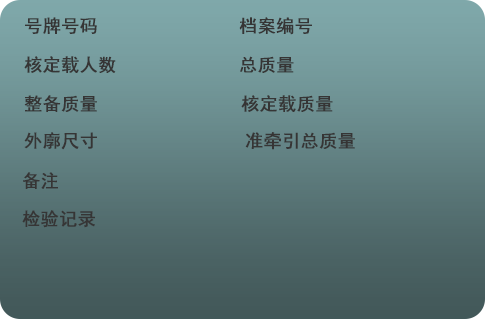 号牌号码 档案编号
核定载人数 总质量
整备质量 核定载质量
外廓尺寸 准牵引总质量
备注
检验记录